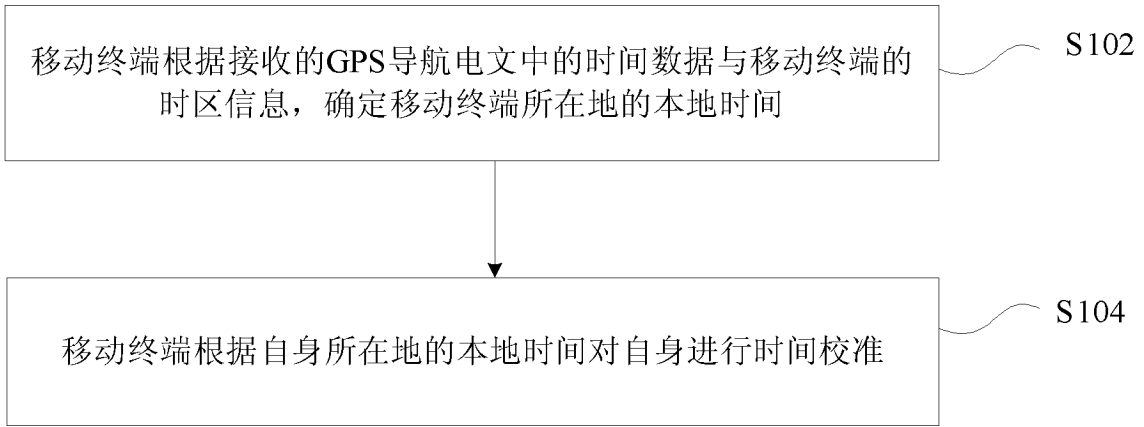 移动终端根据接收的GPS导航电文中的时间数据与移动终端的
时区信息，确定移动终端所在地的本地时间
S102
移动终端根据自身所在地的本地时间对自身进行时间校准
S104